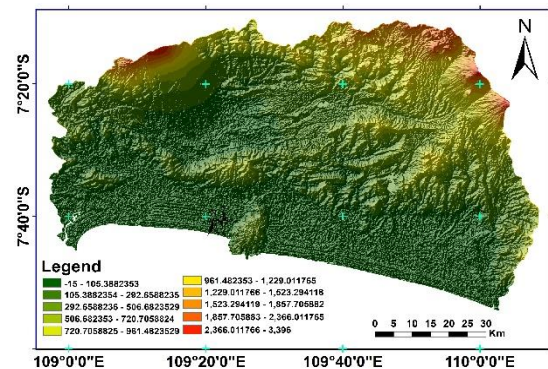 N
7°20'0"S
7°40'0"S
Legend
-15 - 105.3882353
105.3882354 - 292.6588235
292.6588236 - 506.6823529
506.6823530 - 720.7058824
720.7058825 - 961.4823529
961.4823530 - 1,229.011765
1,229.011766 - 1,523.294118
1,523.294119 - 1,857.705882
1,857.705883 - 2,366.011765
2,366.011766 - 3,395
0 5 10 15 20 25 30
Km
109°0'0"E 109°20'0"E 109°40'0"E 110°0'0"E